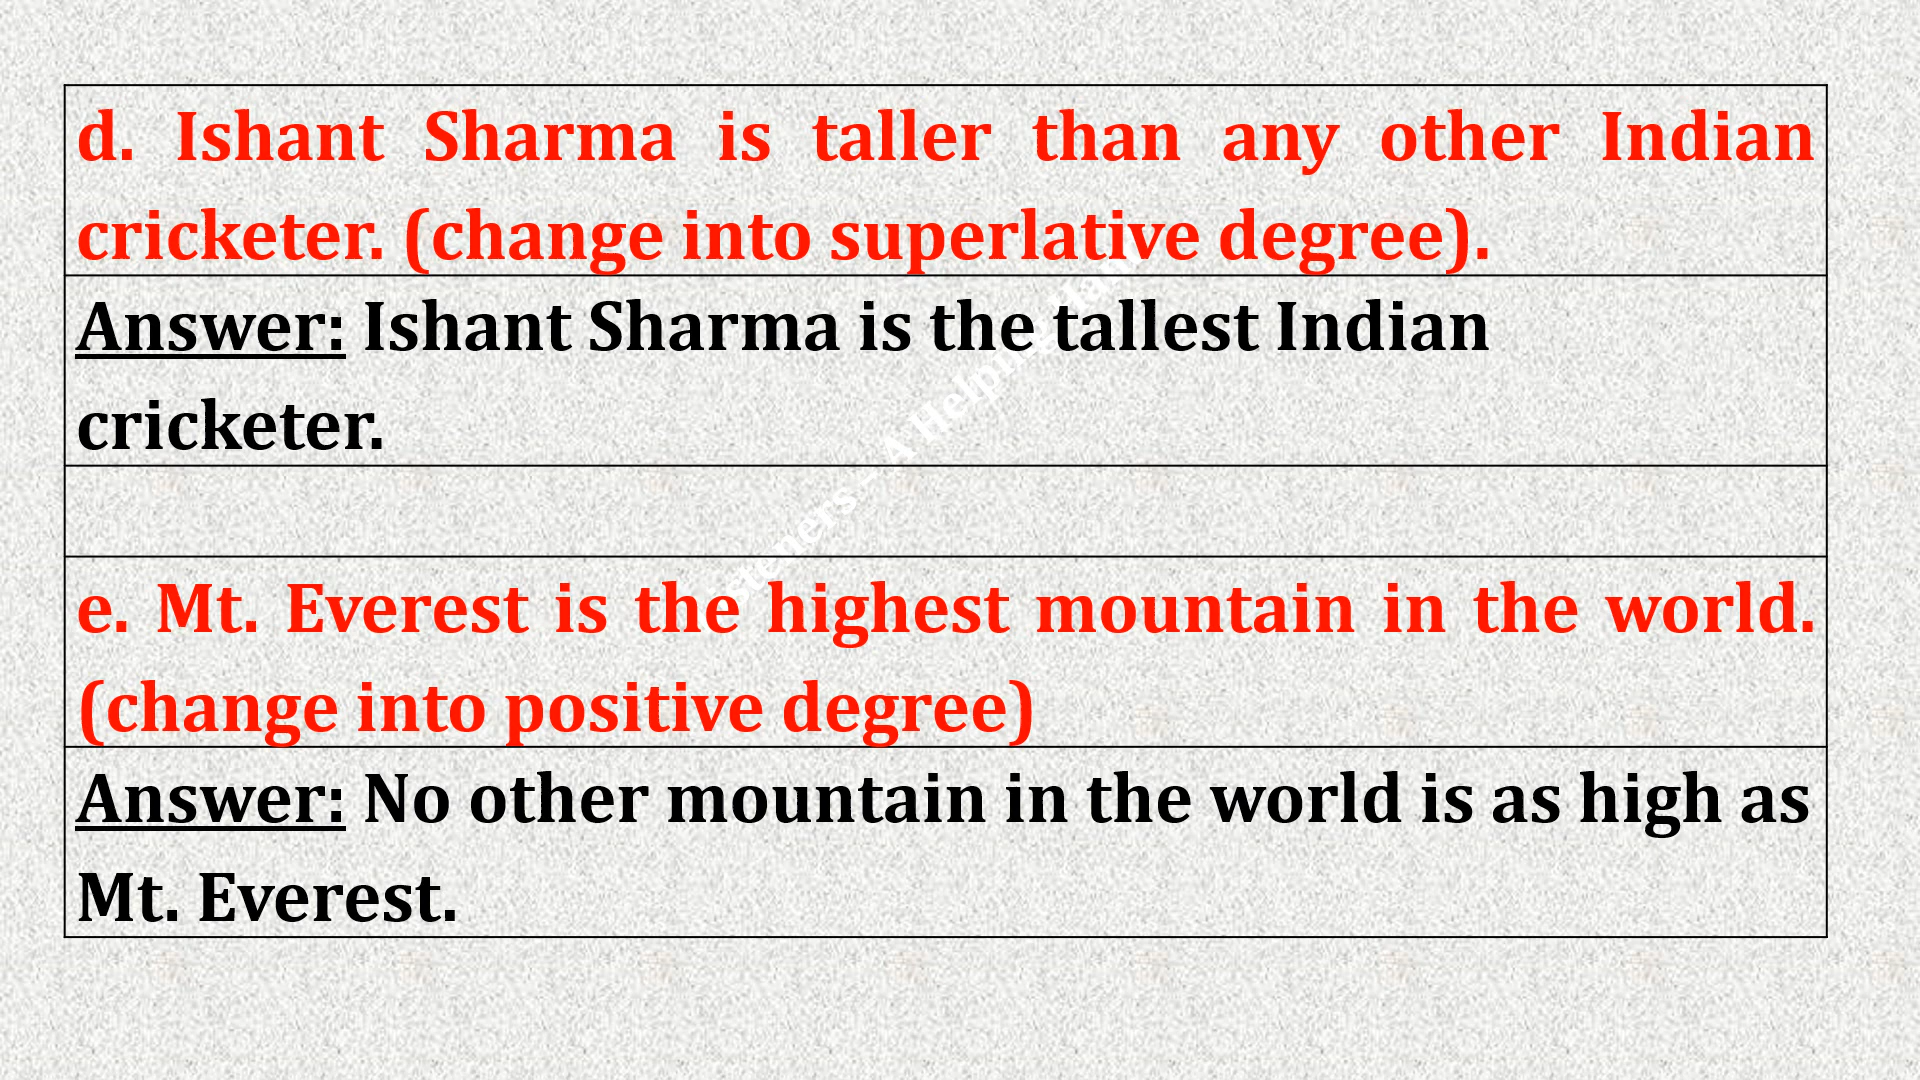 d. Ishant Sharma is taller than any other Indian
cricketer. (change into superlative degree).
Answer: Ishant Sharma is the tallest Indian
cricketer.
e. Mt. Everest is the highest mountain in the world.
(change into positive degree)
Answer: No other mountain in the world is as high as
Mt. Everest.